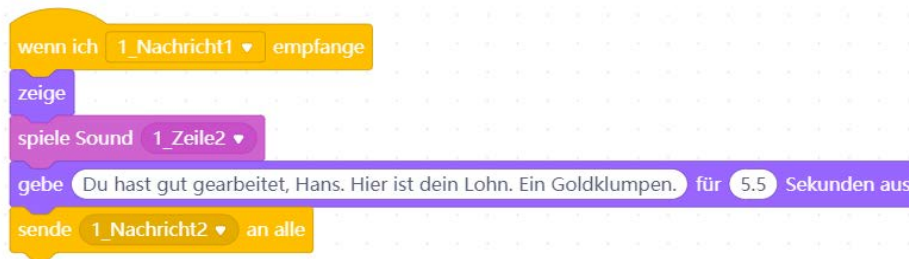 wenn ich 1_Nachricht1 empfange
zeige
spiele Sound 1_Zeile2
gebe Du hast gut gearbeitet, Hans. Hier ist dein Lohn. Ein Goldklumpen. für 5.5 Sekunden aus
sende 1_Nachricht2 an alle